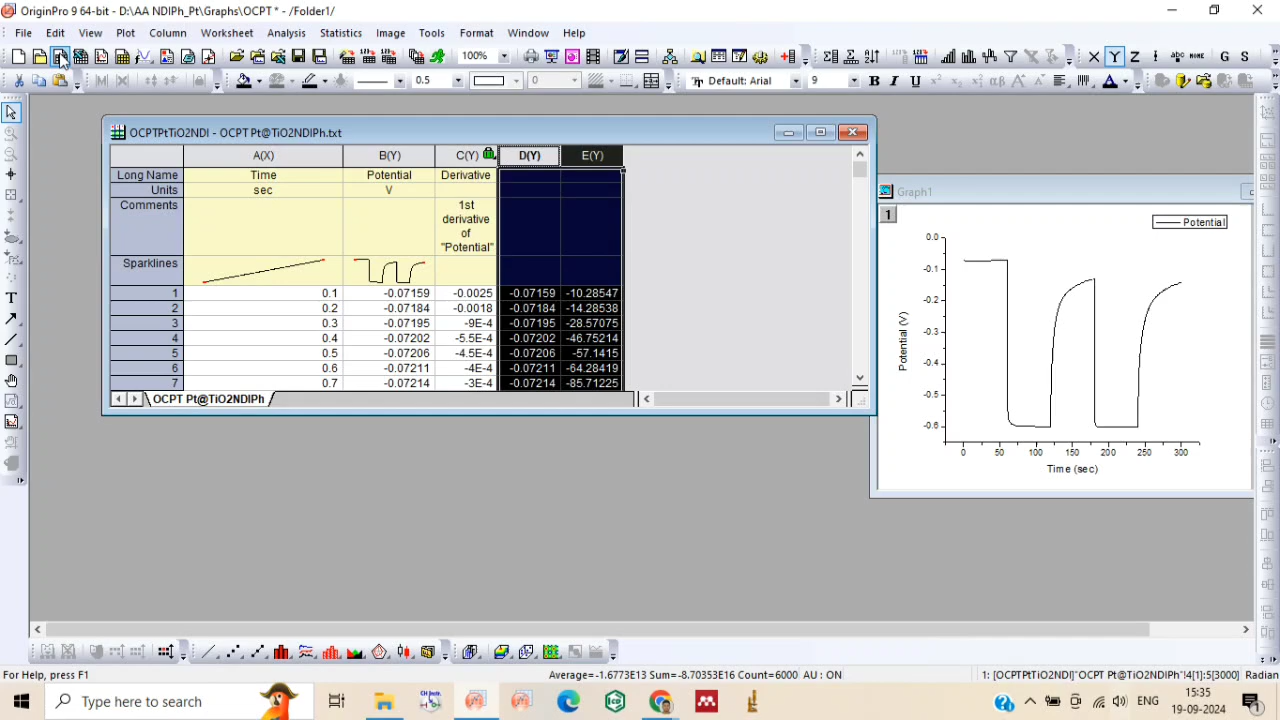 OriginPro 9 64-bit - D:\AA NDIPh_Pt\Graphs\OCPT * - /Folder1/
File Edit View Plot Column Worksheet Analysis Statistics Image Tools Format Window Help
100%
X Y Z G S
0.5 0 Default: Arial 9 B I U
OCPTPtTiO2NDI - OCPT Pt@TiO2NDIPh.txt
A(X) B(Y) C(Y) D(Y) E(Y)
Long Name Time Potential Derivative
Units sec V
Comments 1st
derivative
of
"Potential"
Sparklines
1 0.1 -0.07159 -0.0025 -0.07159 -10.28547
2 0.2 -0.07184 -0.0018 -0.07184 -14.28538
3 0.3 -0.07195 -9E-4 -0.07195 -28.57075
4 0.4 -0.07202 -5.5E-4 -0.07202 -46.75214
5 0.5 -0.07206 -4.5E-4 -0.07206 -57.1415
6 0.6 -0.07211 -4E-4 -0.07211 -64.28419
7 0.7 -0.07214 -3E-4 -0.07214 -85.71225
OCPT Pt@TiO2NDIPh
Graph1
1
Potential
0.0
-0.1
-0.2
-0.3
-0.4
-0.5
-0.6
Potential (V)
0 50 100 150 200 250 300
Time (sec)
For Help, press F1 Average=-1.6773E13 Sum=-8.70353E16 Count=6000 AU : ON 1: [OCPTPtTiO2NDI]"OCPT Pt@TiO2NDIPh"!4[1]:5[3000] Radian
Type here to search
ENG
15:35
19-09-2024
1